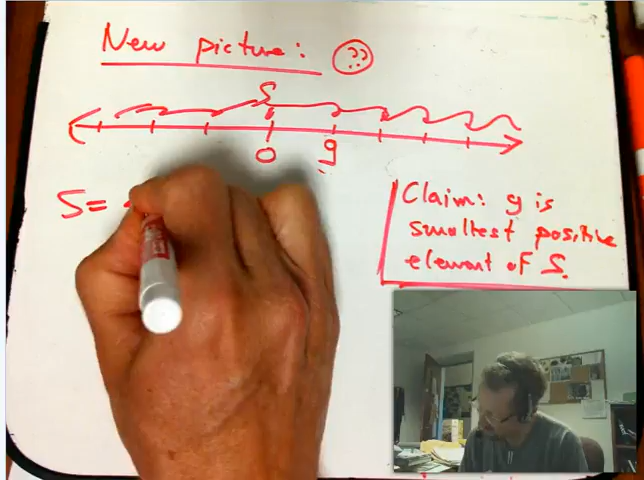 New picture:
S
0 g
Claim: g is
smallest positive
element of S.
S =